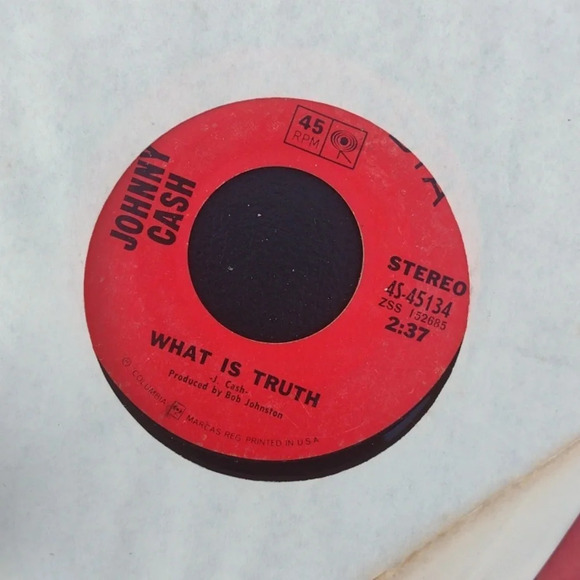 45
RPM
JOHNNY
CASH
STEREO
4S-45134
ZSS 152685
2:37
WHAT IS TRUTH
-J. Cash-
Produced by Bob Johnston
© COLUMBIA MARCAS REG. PRINTED IN U.S.A.